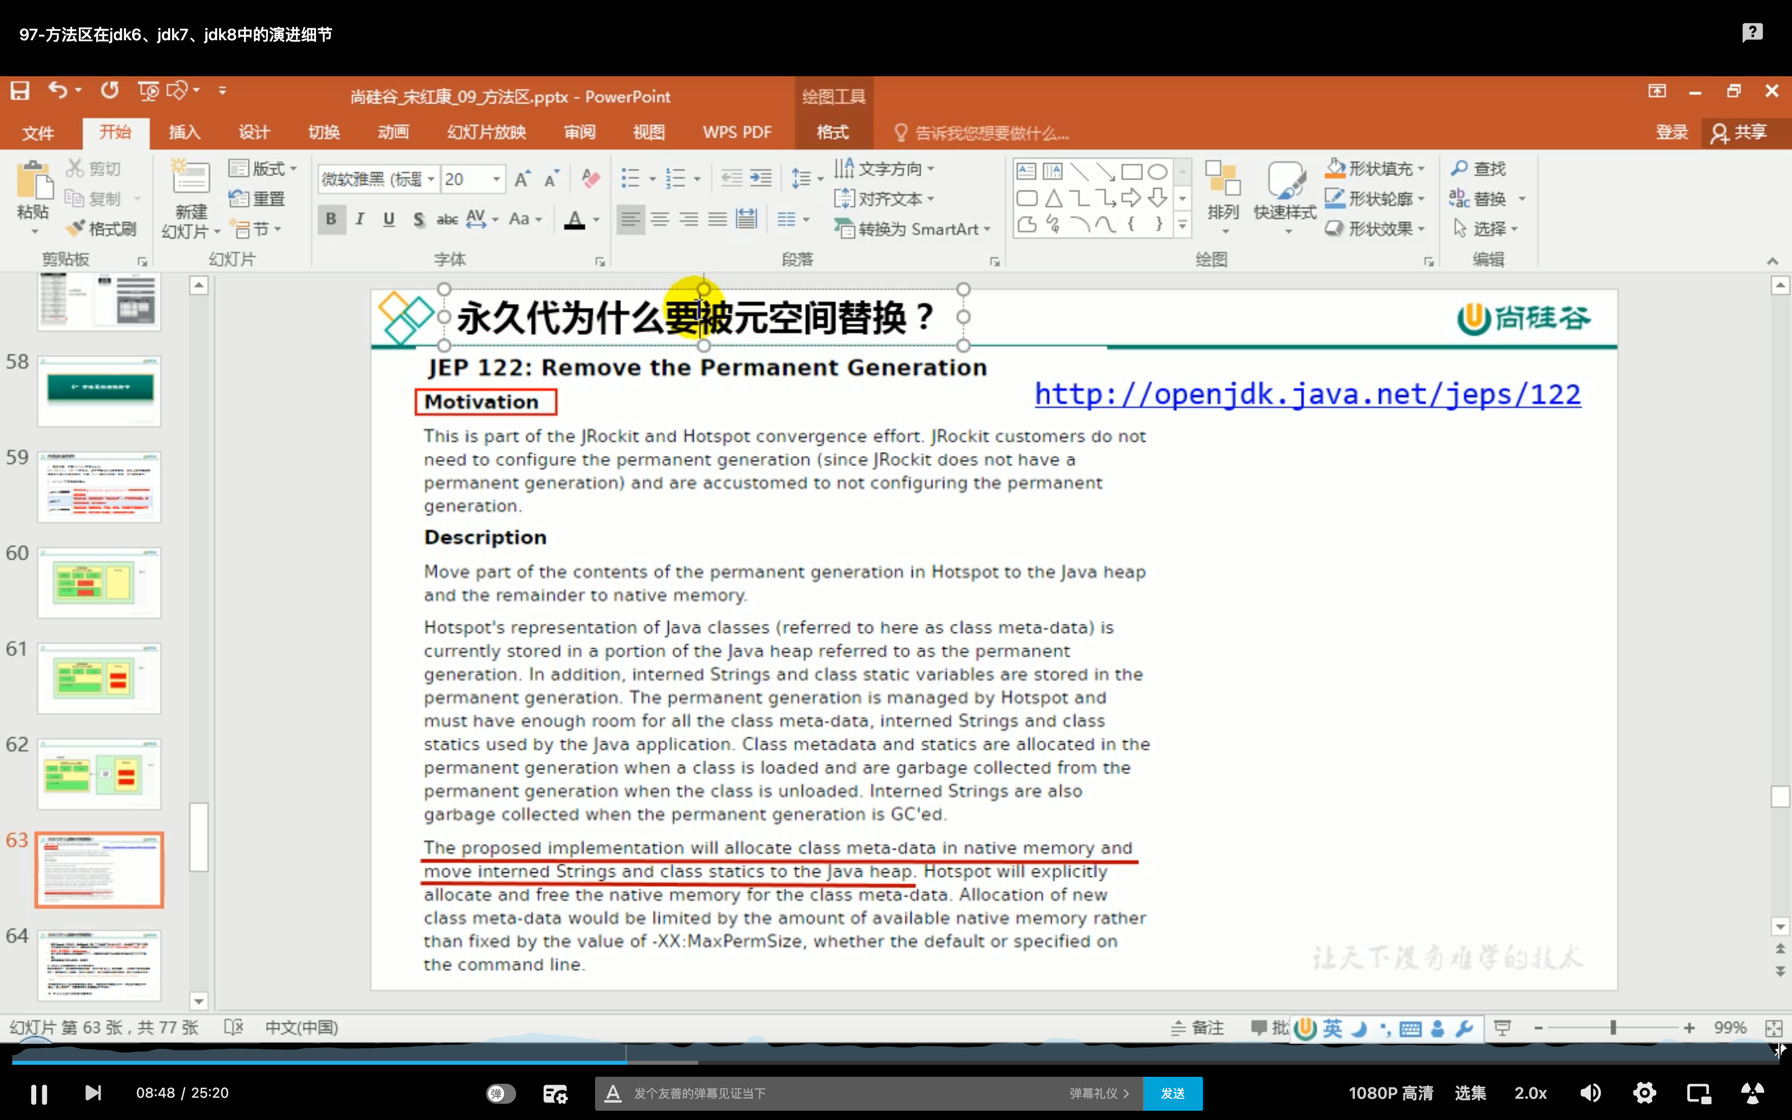 97-方法区在jdk6、jdk7、jdk8中的演进细节
尚硅谷_宋红康_09_方法区.pptx - PowerPoint
绘图工具
文件 开始 插入 设计 切换 动画 幻灯片放映 审阅 视图 WPS PDF 格式 告诉我您想要做什么... 登录 共享
粘贴
剪切
复制
格式刷
剪贴板
新建
幻灯片
版式
重置
节
幻灯片
微软雅黑 (标题 20
B I U S abc AV Aa A
字体
文字方向
对齐文本
转换为 SmartArt
段落
排列
快速样式
形状填充
形状轮廓
形状效果
绘图
查找
替换
选择
编辑
58
59
60
61
62
63
64
永久代为什么要被元空间替换？
尚硅谷
JEP 122: Remove the Permanent Generation
http://openjdk.java.net/jeps/122
Motivation
This is part of the JRockit and Hotspot convergence effort. JRockit customers do not
need to configure the permanent generation (since JRockit does not have a
permanent generation) and are accustomed to not configuring the permanent
generation.
Description
Move part of the contents of the permanent generation in Hotspot to the Java heap
and the remainder to native memory.
Hotspot's representation of Java classes (referred to here as class meta-data) is
currently stored in a portion of the Java heap referred to as the permanent
generation. In addition, interned Strings and class static variables are stored in the
permanent generation. The permanent generation is managed by Hotspot and
must have enough room for all the class meta-data, interned Strings and class
statics used by the Java application. Class metadata and statics are allocated in the
permanent generation when a class is loaded and are garbage collected from the
permanent generation when the class is unloaded. Interned Strings are also
garbage collected when the permanent generation is GC'ed.
The proposed implementation will allocate class meta-data in native memory and
move interned Strings and class statics to the Java heap. Hotspot will explicitly
allocate and free the native memory for the class meta-data. Allocation of new
class meta-data would be limited by the amount of available native memory rather
than fixed by the value of -XX:MaxPermSize, whether the default or specified on
the command line.
让天下没有难学的技术
幻灯片 第 63 张，共 77 张 中文(中国) 备注 批 英 99%
08:48 / 25:20 弹 发个友善的弹幕见证当下 弹幕礼仪 发送 1080P 高清 选集 2.0x